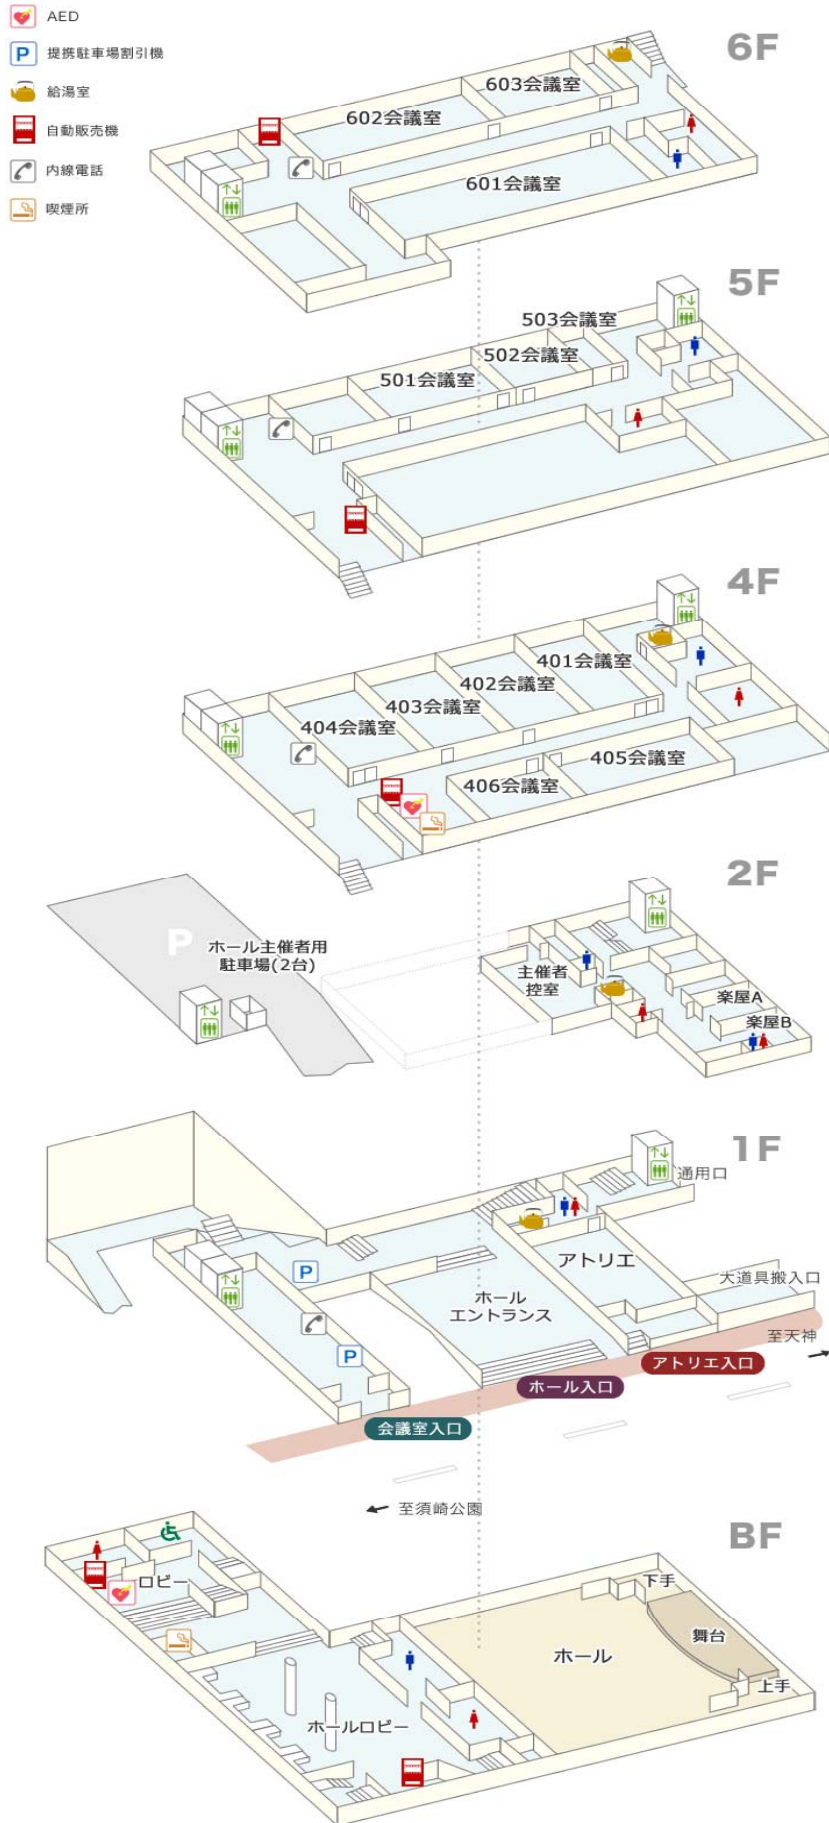 AED
P 提携駐車場割引機
給湯室
自動販売機
内線電話
喫煙所
6F
603会議室
602会議室
601会議室
5F
503会議室
502会議室
501会議室
4F
401会議室
402会議室
403会議室
404会議室
405会議室
406会議室
2F
P
ホール主催者用
駐車場(2台)
主催者
控室
楽屋A
楽屋B
1F
通用口
P
アトリエ
大道具搬入口
ホール
エントランス
至天神
P
アトリエ入口
ホール入口
会議室入口
至須崎公園
BF
ロビー
下手
舞台
ホール
上手
ホールロビー